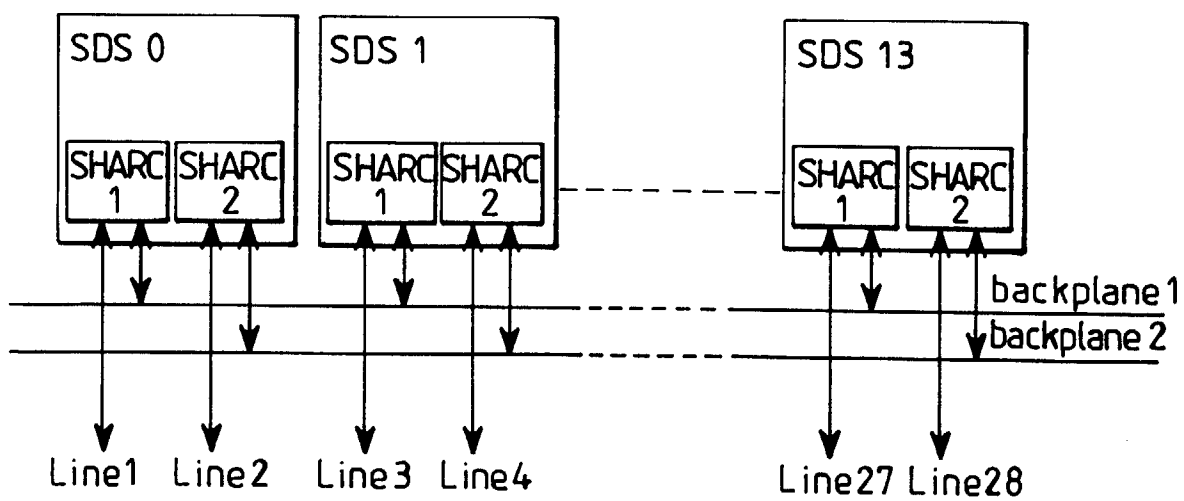 SDS 0
SDS 1
SDS 13
SHARC 1
SHARC 2
SHARC 1
SHARC 2
SHARC 1
SHARC 2
backplane 1
backplane 2
Line1
Line2
Line3
Line4
Line27
Line28